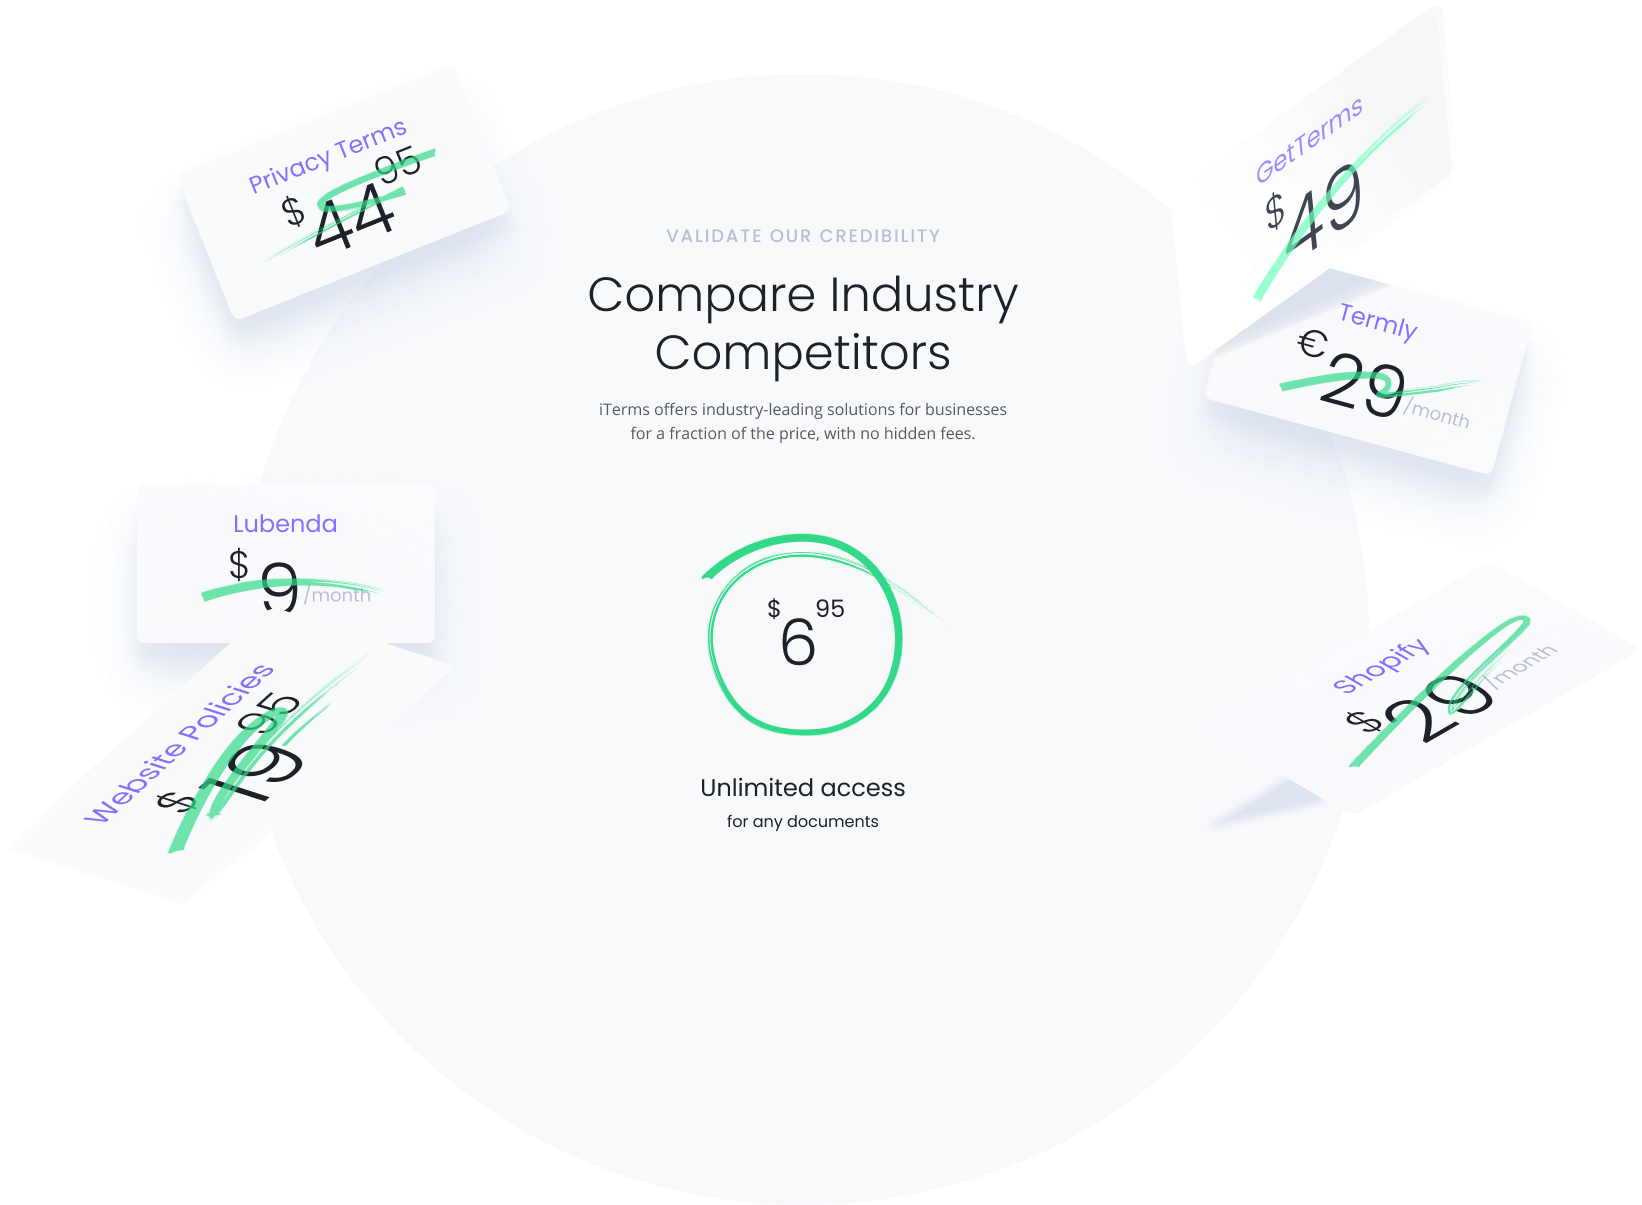 Privacy Terms
$ 44 95
GetTerms
$ 49
VALIDATE OUR CREDIBILITY
Compare Industry
Competitors
iTerms offers industry-leading solutions for businesses
for a fraction of the price, with no hidden fees.
Termly
€ 29 /month
Lubenda
$ 9 /month
$ 6 95
Unlimited access
for any documents
Website Policies
$ 19 95
Shopify
$ 29 /month